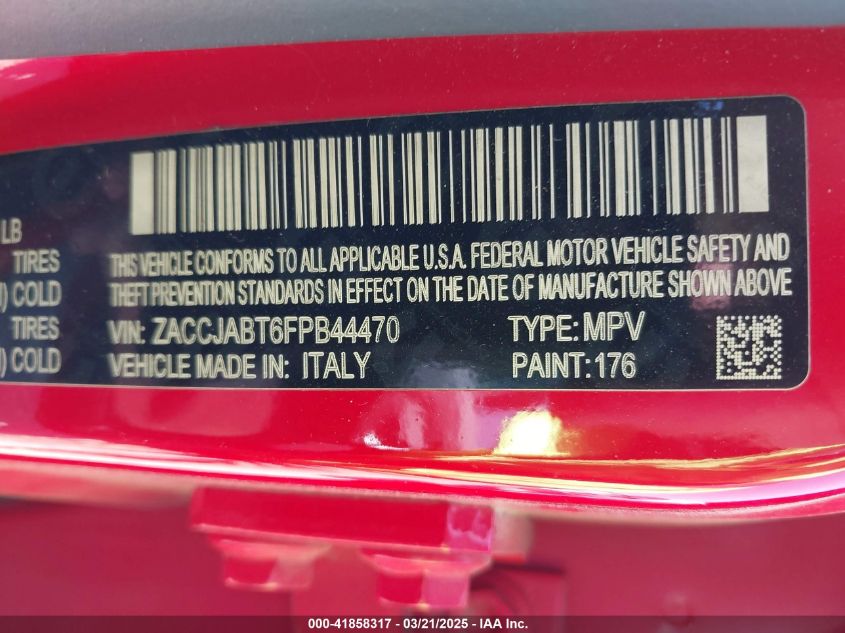 LB
TIRES
) COLD
TIRES
) COLD
THIS VEHICLE CONFORMS TO ALL APPLICABLE U.S.A. FEDERAL MOTOR VEHICLE SAFETY AND
THEFT PREVENTION STANDARDS IN EFFECT ON THE DATE OF MANUFACTURE SHOWN ABOVE
VIN: ZACCJABT6FPB44470 TYPE: MPV
VEHICLE MADE IN: ITALY PAINT:176
000-41858317 - 03/21/2025 - IAA Inc.